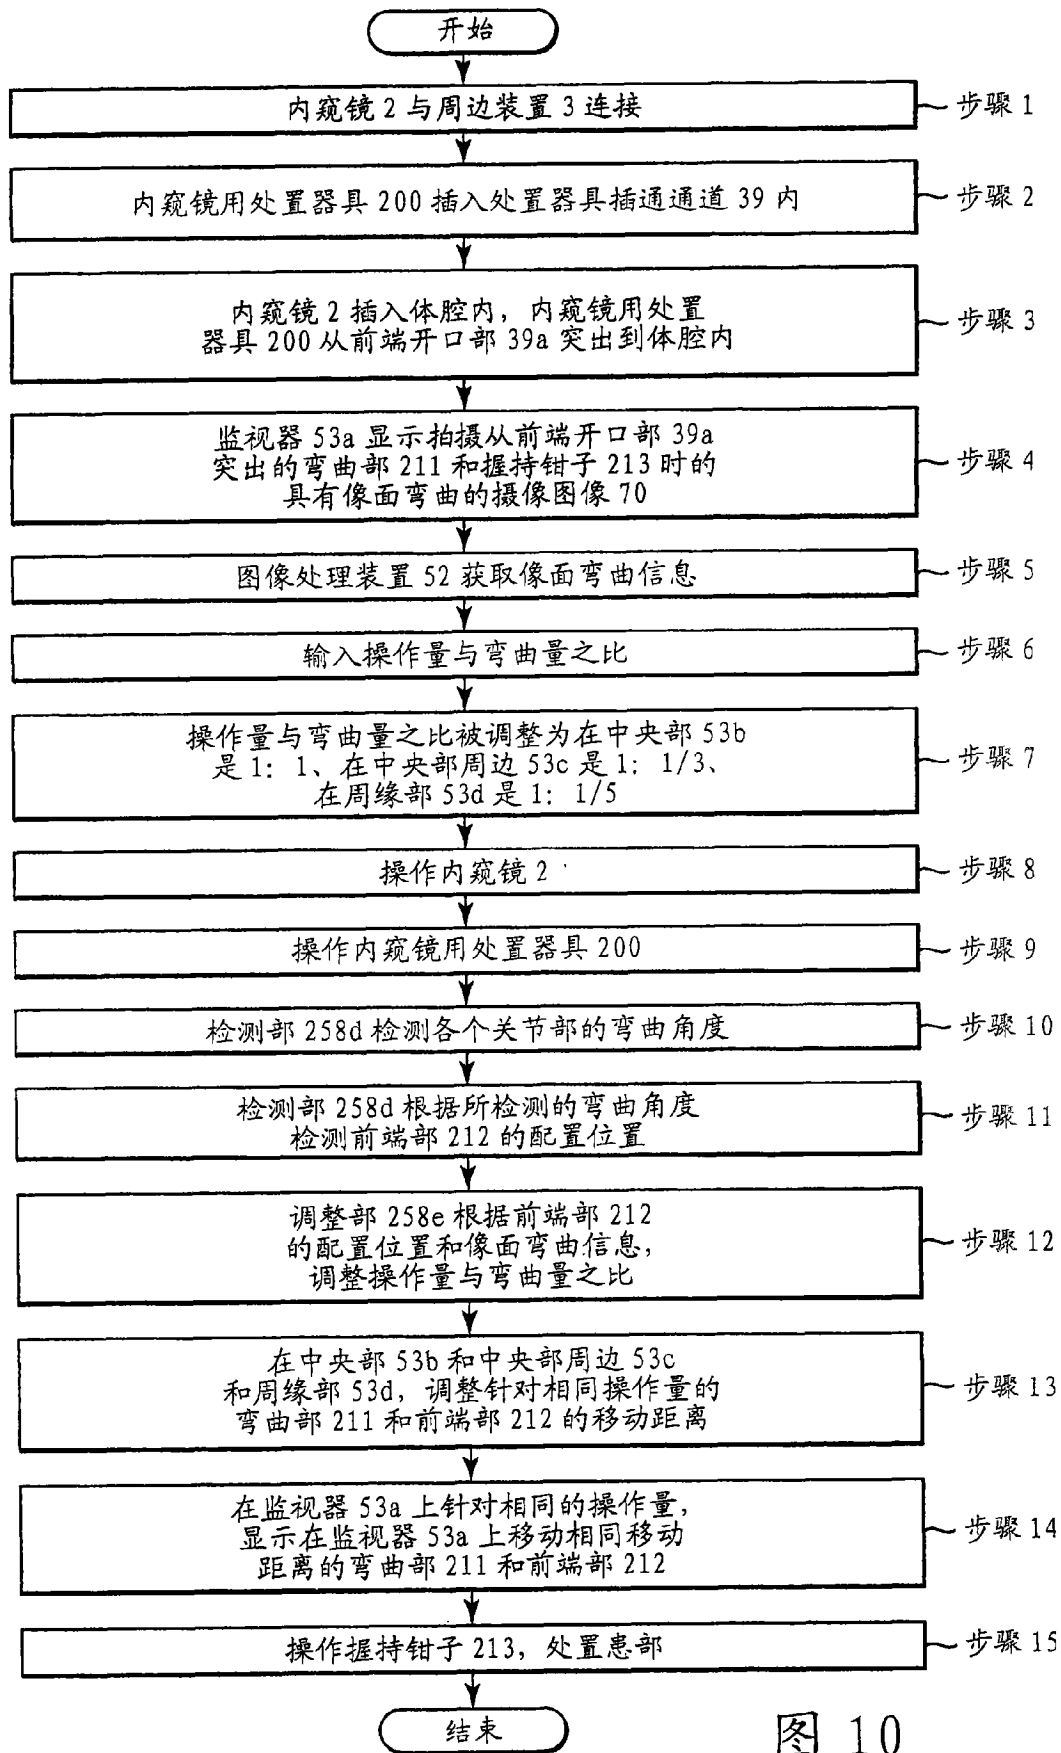 开始
内窥镜 2 与周边装置 3 连接
步骤 1
内窥镜用处置器具 200 插入处置器具插通通道 39 内
步骤 2
内窥镜 2 插入体腔内，内窥镜用处置
器具 200 从前端开口部 39a 突出到体腔内
步骤 3
监视器 53a 显示拍摄从前端开口部 39a
突出的弯曲部 211 和握持钳子 213 时的
具有像面弯曲的摄像图像 70
步骤 4
图像处理装置 52 获取像面弯曲信息
步骤 5
输入操作量与弯曲量之比
步骤 6
操作量与弯曲量之比被调整为在中央部 53b
是 1：1、在中央部周边 53c 是 1：1/3、
在周缘部 53d 是 1：1/5
步骤 7
操作内窥镜 2
步骤 8
操作内窥镜用处置器具 200
步骤 9
检测部 258d 检测各个关节部的弯曲角度
步骤 10
检测部 258d 根据所检测的弯曲角度
检测前端部 212 的配置位置
步骤 11
调整部 258e 根据前端部 212
的配置位置和像面弯曲信息，
调整操作量与弯曲量之比
步骤 12
在中央部 53b 和中央部周边 53c
和周缘部 53d，调整针对相同操作量的
弯曲部 211 和前端部 212 的移动距离
步骤 13
在监视器 53a 上针对相同的操作量，
显示在监视器 53a 上移动相同移动
距离的弯曲部 211 和前端部 212
步骤 14
操作握持钳子 213，处置患部
步骤 15
结束
图 10